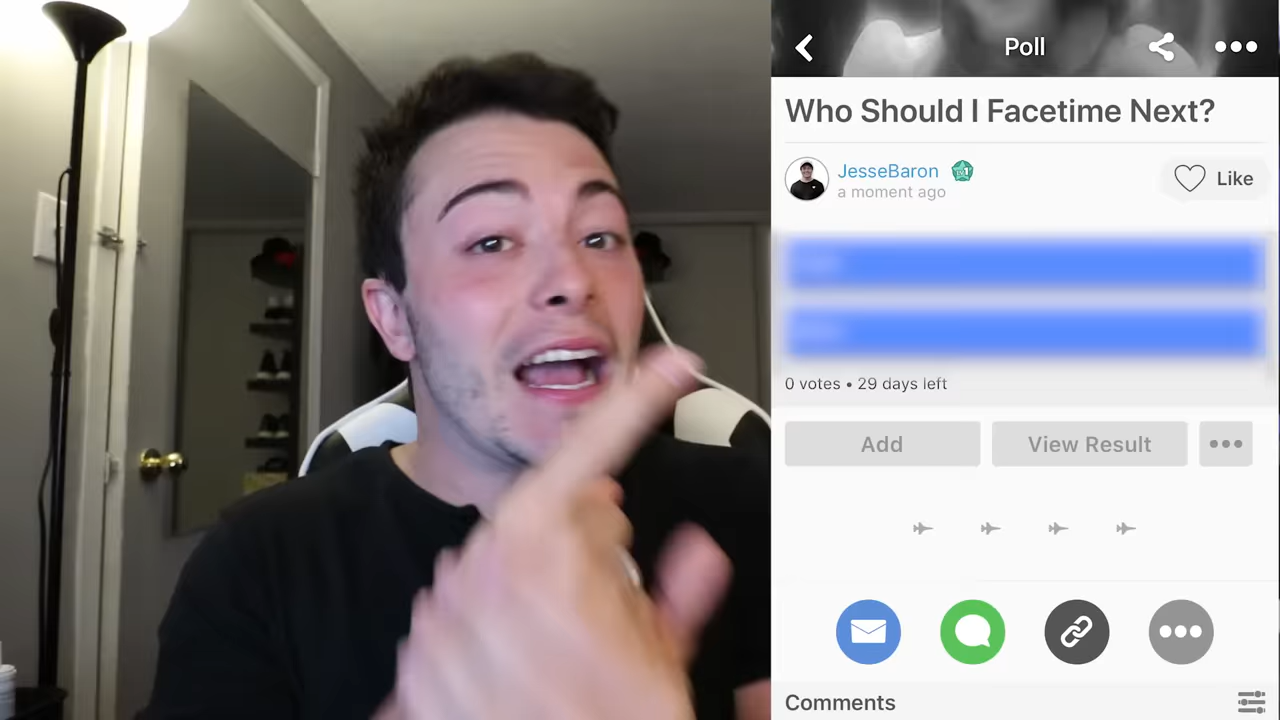 Poll
Who Should I Facetime Next?
JesseBaron
a moment ago
Like
0 votes • 29 days left
Add
View Result
Comments